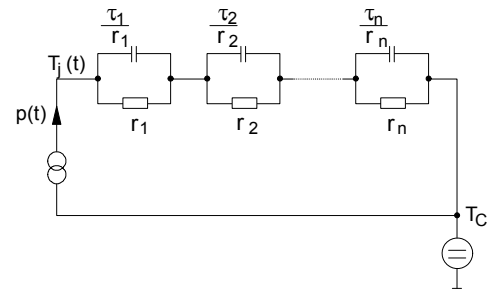 τ1 τ2 τn
r1 r2 rn
Tj(t)
r1 r2 rn
p(t)
TC